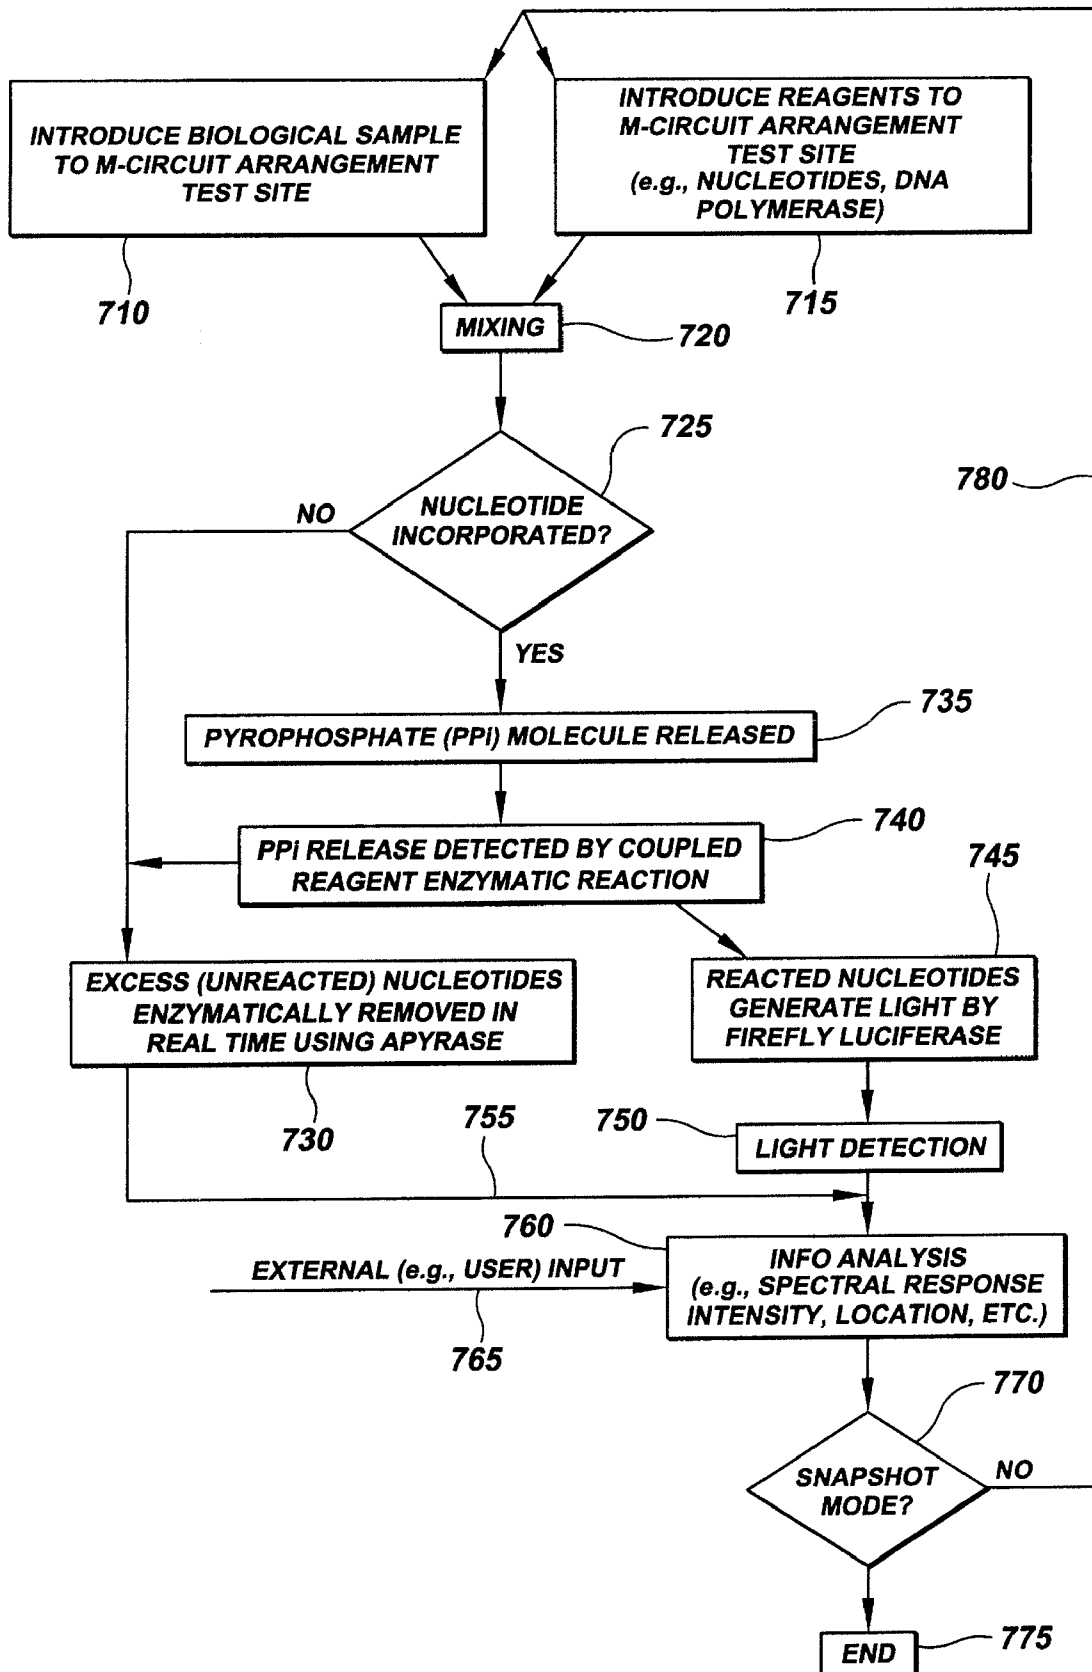 INTRODUCE BIOLOGICAL SAMPLE
TO M-CIRCUIT ARRANGEMENT
TEST SITE
INTRODUCE REAGENTS TO
M-CIRCUIT ARRANGEMENT
TEST SITE
(e.g., NUCLEOTIDES, DNA
POLYMERASE)
710
715
MIXING
720
725
780
NUCLEOTIDE
INCORPORATED?
NO
YES
735
PYROPHOSPHATE (PPi) MOLECULE RELEASED
740
PPi RELEASE DETECTED BY COUPLED
REAGENT ENZYMATIC REACTION
745
EXCESS (UNREACTED) NUCLEOTIDES
ENZYMATICALLY REMOVED IN
REAL TIME USING APYRASE
REACTED NUCLEOTIDES
GENERATE LIGHT BY
FIREFLY LUCIFERASE
730
755
750
LIGHT DETECTION
760
EXTERNAL (e.g., USER) INPUT
765
INFO ANALYSIS
(e.g., SPECTRAL RESPONSE
INTENSITY, LOCATION, ETC.)
770
SNAPSHOT
MODE?
NO
END
775